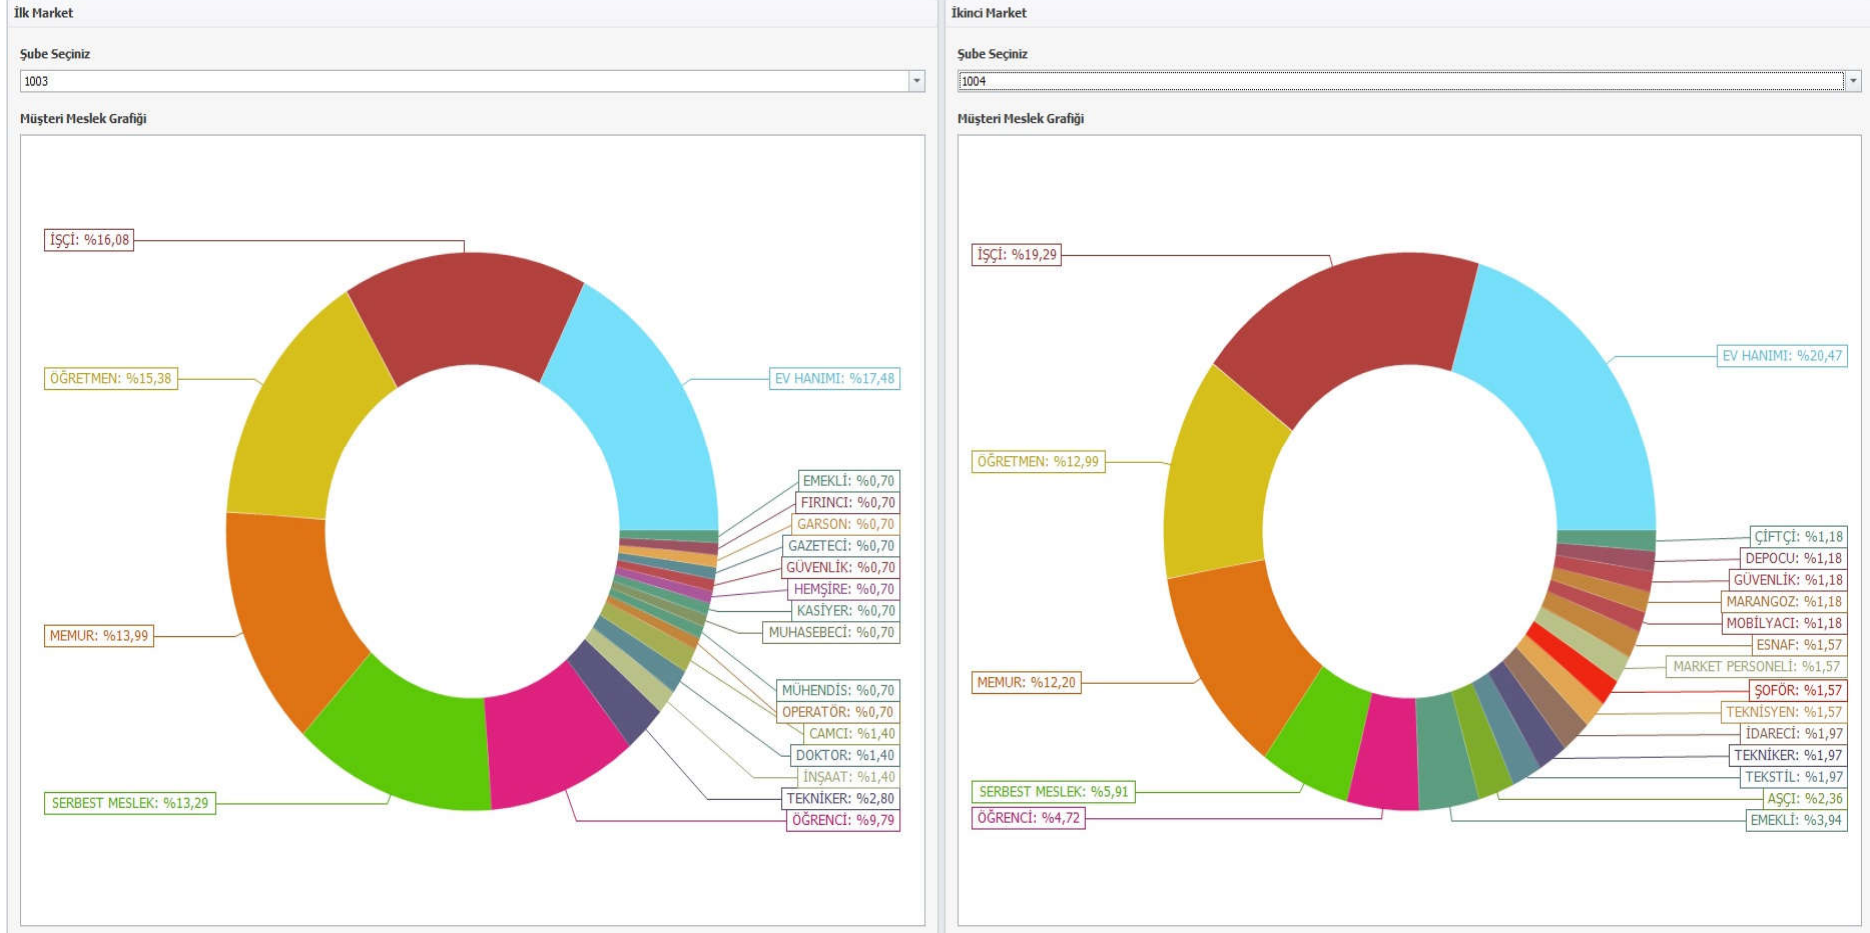 İlk Market
Şube Seçiniz
1003
Müşteri Meslek Grafiği
İŞÇİ: %16,08
ÖĞRETMEN: %15,38
EV HANIMI: %17,48
EMEKLİ: %0,70
FIRINCI: %0,70
GARSON: %0,70
GAZETECİ: %0,70
GÜVENLİK: %0,70
HEMŞİRE: %0,70
KASİYER: %0,70
MUHASEBECİ: %0,70
MEMUR: %13,99
MÜHENDİS: %0,70
OPERATÖR: %0,70
CAMCI: %1,40
DOKTOR: %1,40
İNŞAAT: %1,40
TEKNİKER: %2,80
SERBEST MESLEK: %13,29
ÖĞRENCİ: %9,79
İkinci Market
Şube Seçiniz
1004
Müşteri Meslek Grafiği
İŞÇİ: %19,29
EV HANIMI: %20,47
ÖĞRETMEN: %12,99
ÇİFTÇİ: %1,18
DEPOCU: %1,18
GÜVENLİK: %1,18
MARANGOZ: %1,18
MOBİLYACI: %1,18
ESNAF: %1,57
MARKET PERSONELİ: %1,57
MEMUR: %12,20
ŞOFÖR: %1,57
TEKNİSYEN: %1,57
İDARECİ: %1,97
TEKNİKER: %1,97
TEKSTİL: %1,97
SERBEST MESLEK: %5,91
AŞÇI: %2,36
ÖĞRENCİ: %4,72
EMEKLİ: %3,94